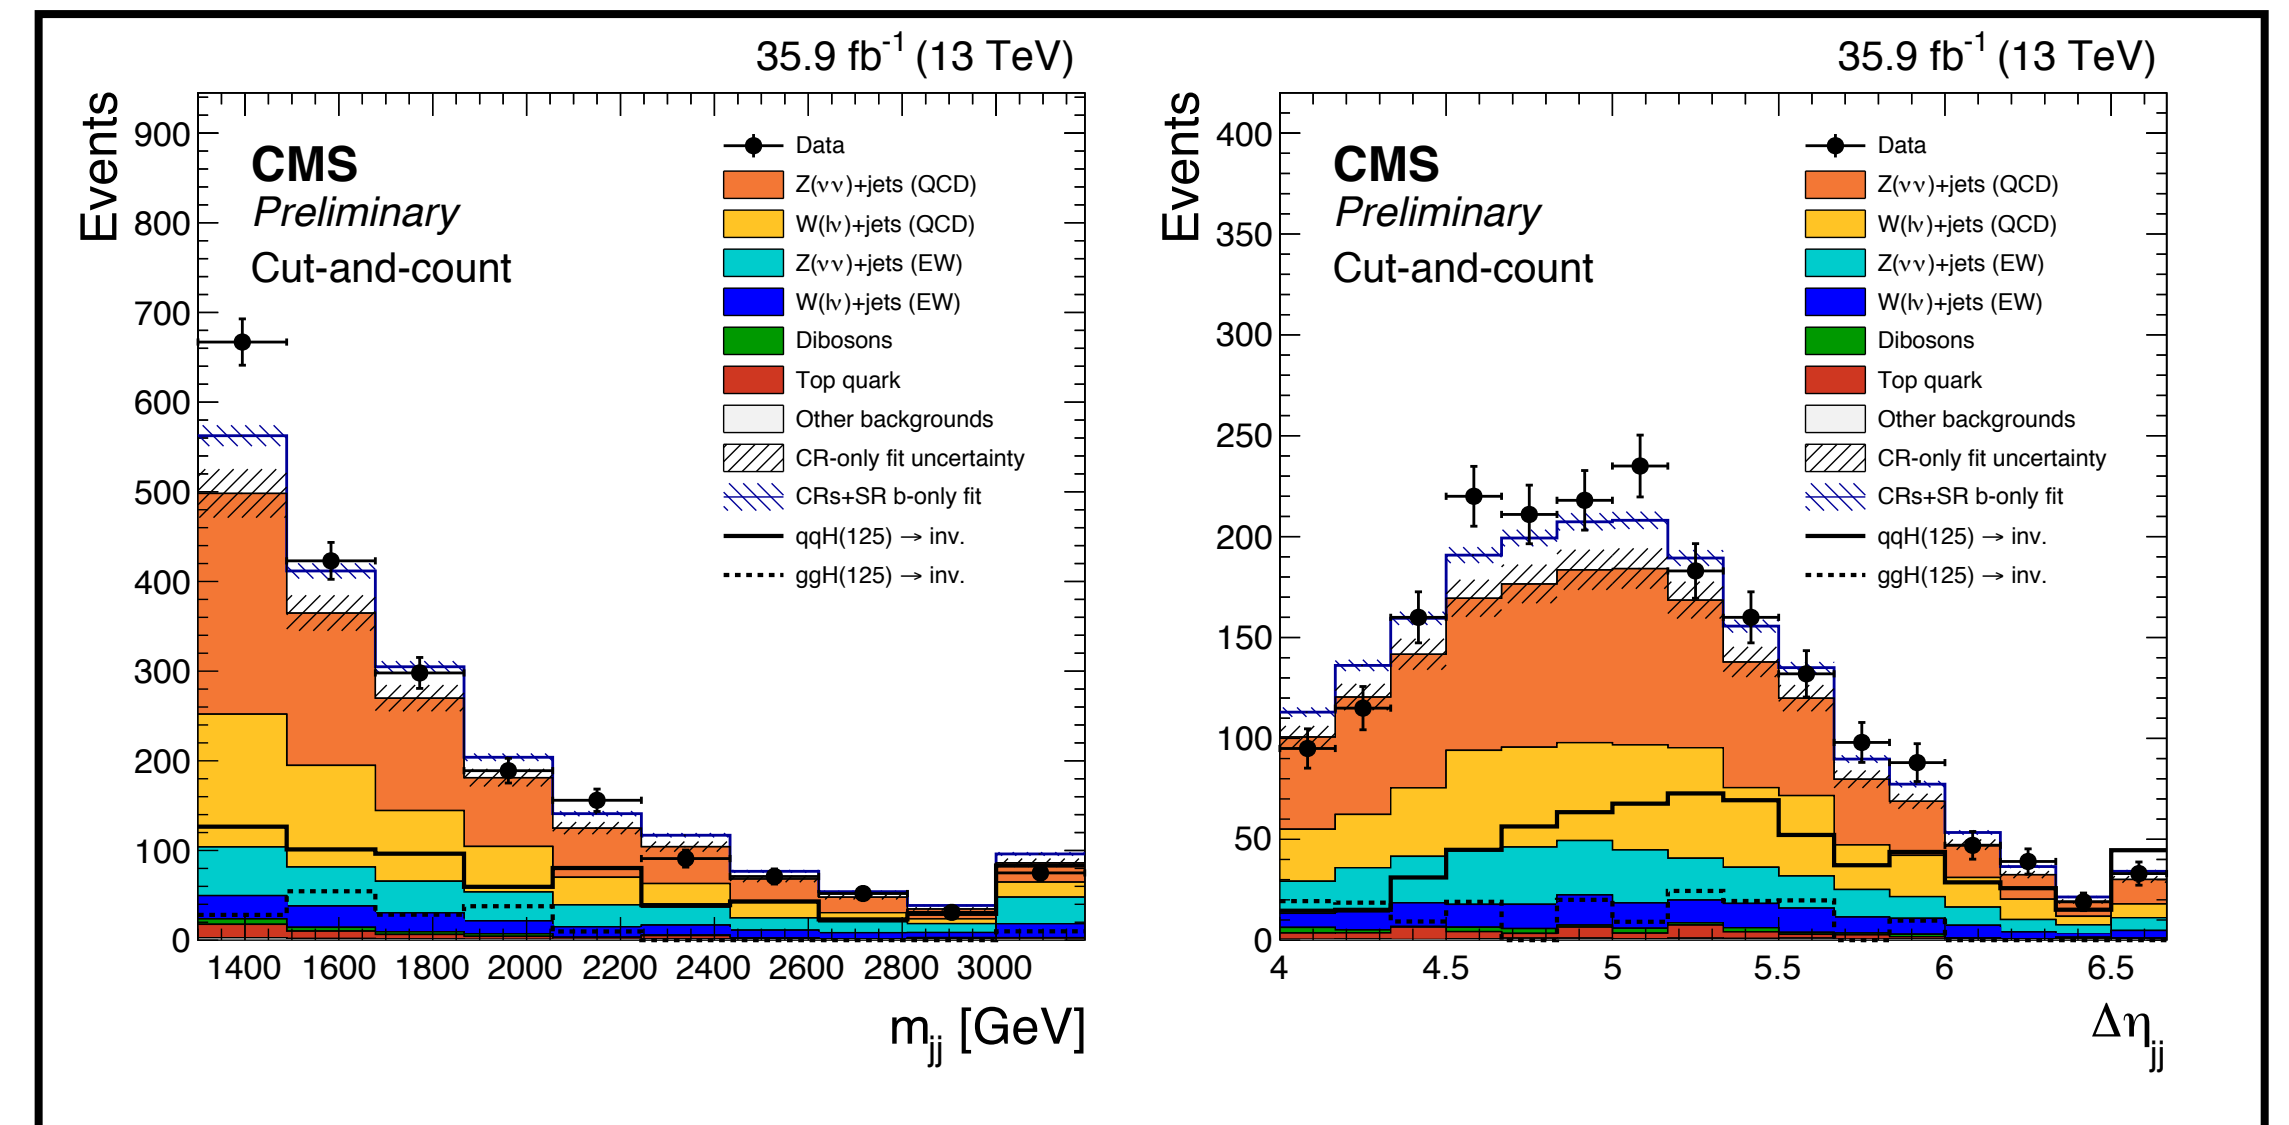 35.9 fb⁻¹ (13 TeV)
Events
900
800
700
600
500
400
300
200
100
0
CMS
Preliminary
Cut-and-count
Data
Z(νν)+jets (QCD)
W(lν)+jets (QCD)
Z(νν)+jets (EW)
W(lν)+jets (EW)
Dibosons
Top quark
Other backgrounds
CR-only fit uncertainty
CRs+SR b-only fit
qqH(125) → inv.
ggH(125) → inv.
1400 1600 1800 2000 2200 2400 2600 2800 3000
m_jj [GeV]
35.9 fb⁻¹ (13 TeV)
Events
400
350
300
250
200
150
100
50
0
CMS
Preliminary
Cut-and-count
Data
Z(νν)+jets (QCD)
W(lν)+jets (QCD)
Z(νν)+jets (EW)
W(lν)+jets (EW)
Dibosons
Top quark
Other backgrounds
CR-only fit uncertainty
CRs+SR b-only fit
qqH(125) → inv.
ggH(125) → inv.
4 4.5 5 5.5 6 6.5
Δη_jj